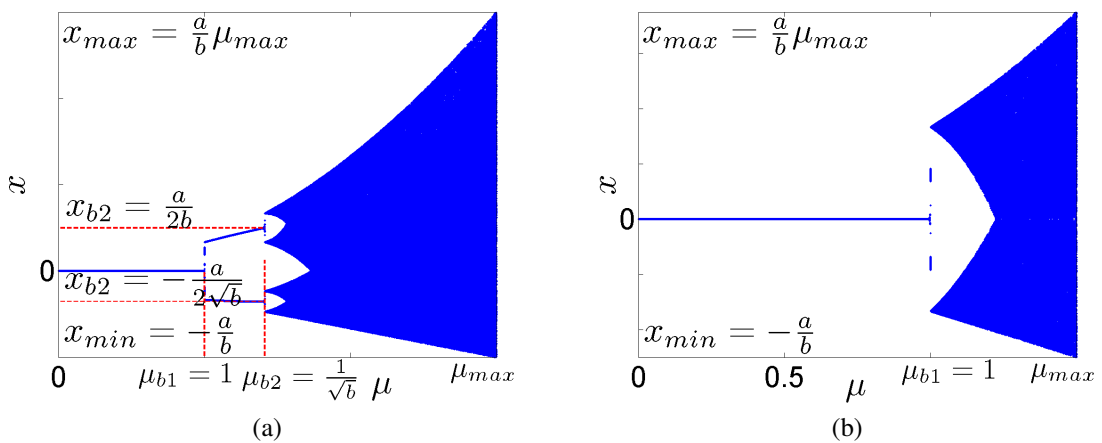 x_{max} = \frac{a}{b}\mu_{max}
x
x_{b2} = \frac{a}{2b}
0
x_{b2} = -\frac{a}{2\sqrt{b}}
x_{min} = -\frac{a}{b}
0
\mu_{b1} = 1
\mu_{b2} = \frac{1}{\sqrt{b}}
\mu
\mu_{max}
(a)
x_{max} = \frac{a}{b}\mu_{max}
x
0
x_{min} = -\frac{a}{b}
0
0.5
\mu
\mu_{b1} = 1
\mu_{max}
(b)